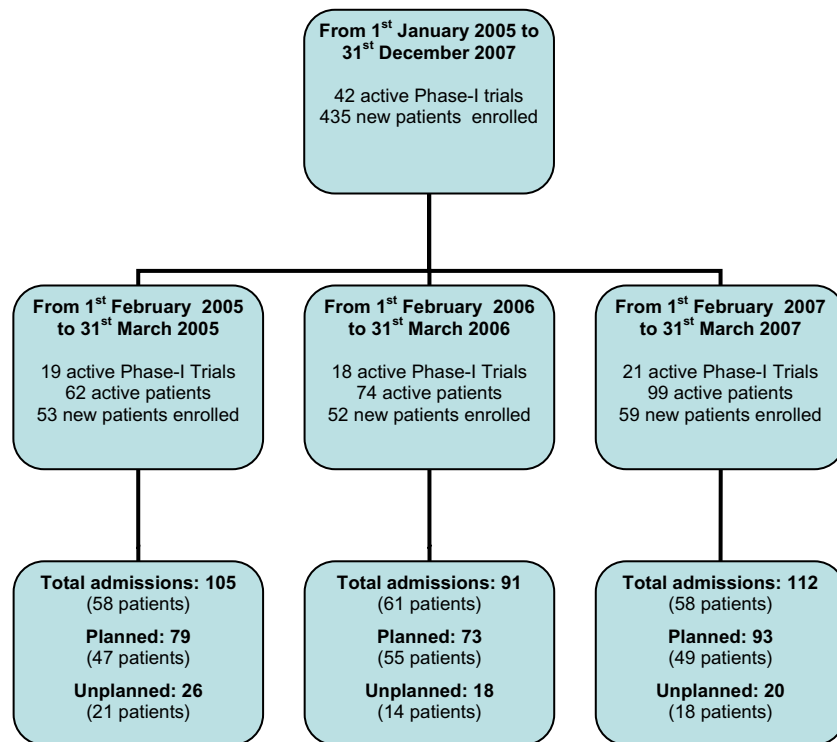 From 1st January 2005 to
31st December 2007
42 active Phase-I trials
435 new patients enrolled
From 1st February 2005
to 31st March 2005
19 active Phase-I Trials
62 active patients
53 new patients enrolled
From 1st February 2006
to 31st March 2006
18 active Phase-I Trials
74 active patients
52 new patients enrolled
From 1st February 2007
to 31st March 2007
21 active Phase-I Trials
99 active patients
59 new patients enrolled
Total admissions: 105
(58 patients)
Planned: 79
(47 patients)
Unplanned: 26
(21 patients)
Total admissions: 91
(61 patients)
Planned: 73
(55 patients)
Unplanned: 18
(14 patients)
Total admissions: 112
(58 patients)
Planned: 93
(49 patients)
Unplanned: 20
(18 patients)